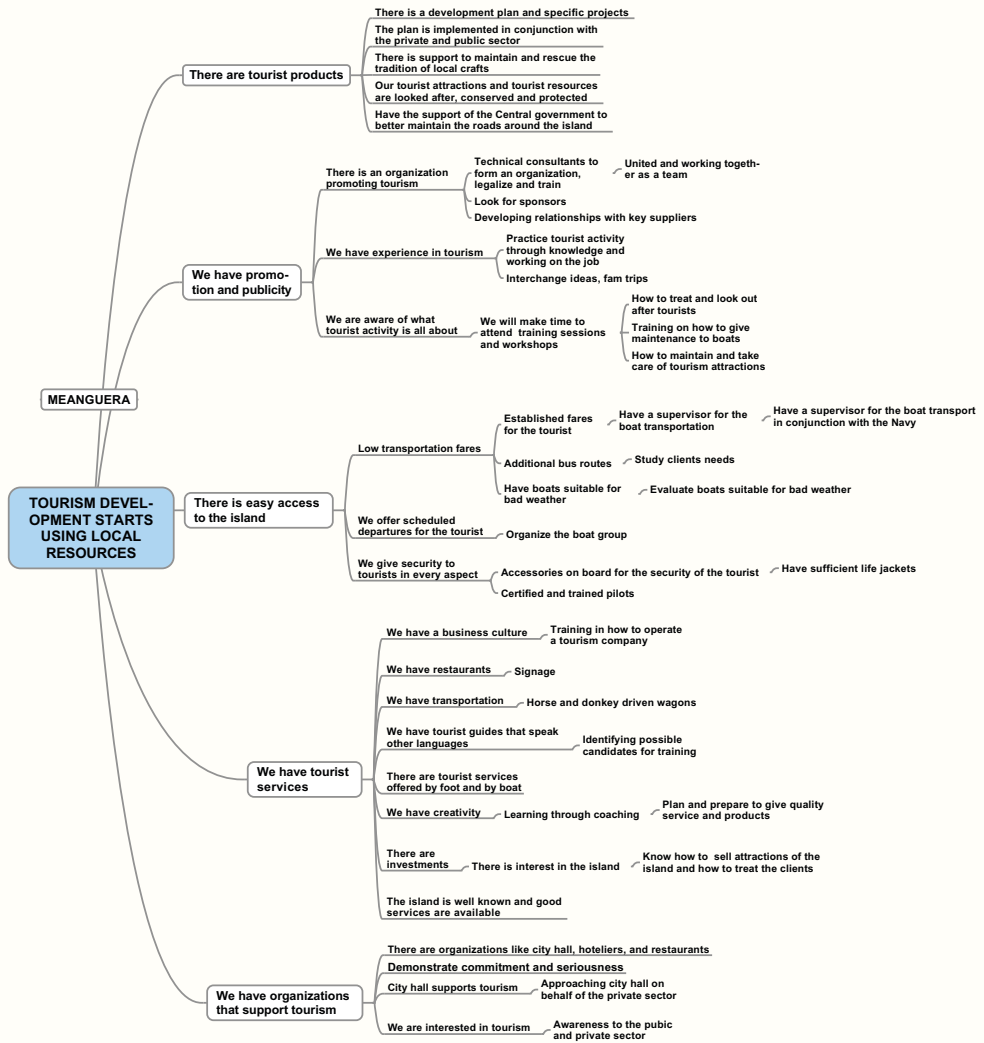 There is a development plan and specific projects
The plan is implemented in conjunction with
the private and public sector
There are tourist products
There is support to maintain and rescue the
tradition of local crafts
Our tourist attractions and tourist resources
are looked after, conserved and protected
Have the support of the Central government to
better maintain the roads around the island
We have promo-
tion and publicity
There is an organization
promoting tourism
Technical consultants to
form an organization,
legalize and train
United and working togeth-
er as a team
Look for sponsors
Developing relationships with key suppliers
We have experience in tourism
Practice tourist activity
through knowledge and
working on the job
Interchange ideas, fam trips
We are aware of what
tourist activity is all about
We will make time to
attend  training sessions
and workshops
How to treat and look out
after tourists
Training on how to give
maintenance to boats
How to maintain and take
care of tourism attractions
MEANGUERA
TOURISM DEVEL-
OPMENT STARTS
USING LOCAL
RESOURCES
There is easy access
to the island
Low transportation fares
Established fares
for the tourist
Have a supervisor for the
boat transportation
Have a supervisor for the boat transport
in conjunction with the Navy
Additional bus routes
Study clients needs
Have boats suitable for
bad weather
Evaluate boats suitable for bad weather
We offer scheduled
departures for the tourist
Organize the boat group
We give security to
tourists in every aspect
Accessories on board for the security of the tourist
Have sufficient life jackets
Certified and trained pilots
We have tourist
services
We have a business culture
Training in how to operate
a tourism company
We have restaurants
Signage
We have transportation
Horse and donkey driven wagons
We have tourist guides that speak
other languages
Identifying possible
candidates for training
There are tourist services
offered by foot and by boat
We have creativity
Learning through coaching
Plan and prepare to give quality
service and products
There are
investments
There is interest in the island
Know how to  sell attractions of the
island and how to treat the clients
The island is well known and good
services are available
We have organizations
that support tourism
There are organizations like city hall, hoteliers, and restaurants
Demonstrate commitment and seriousness
City hall supports tourism
Approaching city hall on
behalf of the private sector
We are interested in tourism
Awareness to the pubic
and private sector